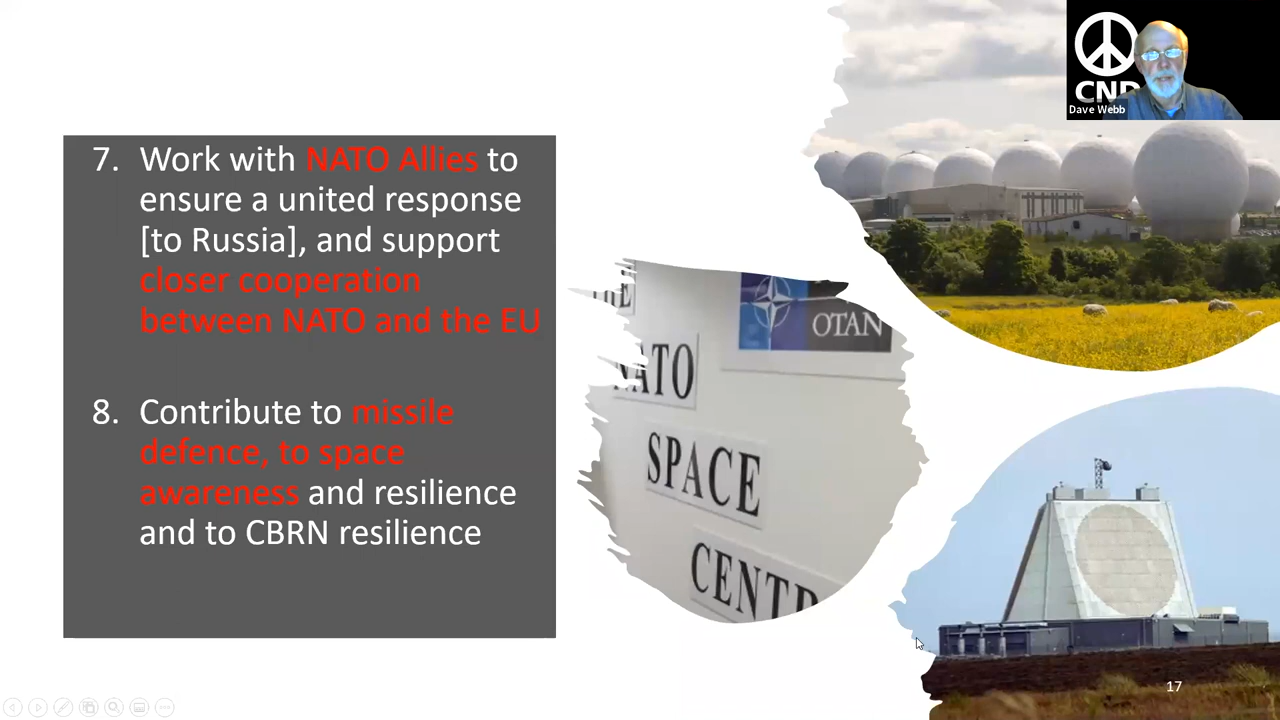 CND
Dave Webb
7. Work with NATO Allies to
ensure a united response
[to Russia], and support
closer cooperation
between NATO and the EU
8. Contribute to missile
defence, to space
awareness and resilience
and to CBRN resilience
OTAN
NATO
SPACE
17